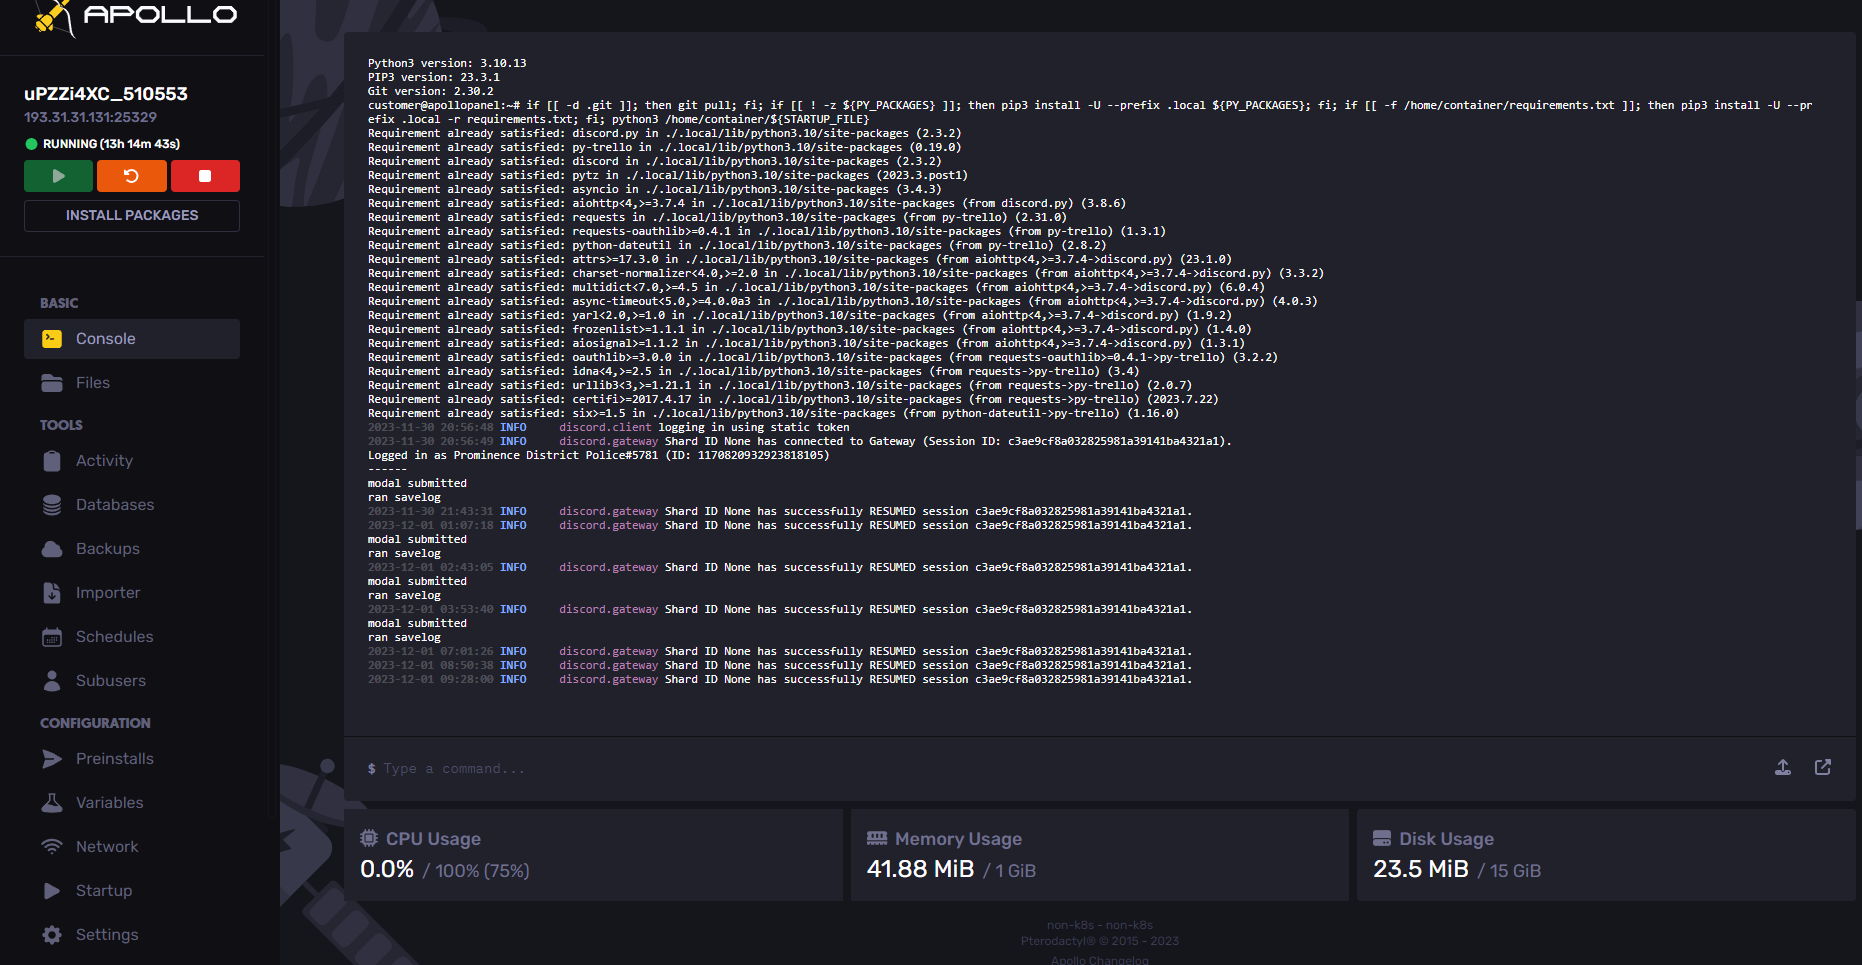 APOLLO
uPZZi4XC_510553
193.31.31.131:25329
RUNNING (13h 14m 43s)
INSTALL PACKAGES
BASIC
Console
Files
TOOLS
Activity
Databases
Backups
Importer
Schedules
Subusers
CONFIGURATION
Preinstalls
Variables
Network
Startup
Settings
Python3 version: 3.10.13
PIP3 version: 23.3.1
Git version: 2.30.2
customer@apollopanel:~# if [[ -d .git ]]; then git pull; fi; if [[ ! -z ${PY_PACKAGES} ]]; then pip3 install -U --prefix .local ${PY_PACKAGES}; fi; if [[ -f /home/container/requirements.txt ]]; then pip3 install -U --pr
efix .local -r requirements.txt; fi; python3 /home/container/${STARTUP_FILE}
Requirement already satisfied: discord.py in ./.local/lib/python3.10/site-packages (2.3.2)
Requirement already satisfied: py-trello in ./.local/lib/python3.10/site-packages (0.19.0)
Requirement already satisfied: discord in ./.local/lib/python3.10/site-packages (2.3.2)
Requirement already satisfied: pytz in ./.local/lib/python3.10/site-packages (2023.3.post1)
Requirement already satisfied: asyncio in ./.local/lib/python3.10/site-packages (3.4.3)
Requirement already satisfied: aiohttp<4,>=3.7.4 in ./.local/lib/python3.10/site-packages (from discord.py) (3.8.6)
Requirement already satisfied: requests in ./.local/lib/python3.10/site-packages (from py-trello) (2.31.0)
Requirement already satisfied: requests-oauthlib>=0.4.1 in ./.local/lib/python3.10/site-packages (from py-trello) (1.3.1)
Requirement already satisfied: python-dateutil in ./.local/lib/python3.10/site-packages (from py-trello) (2.8.2)
Requirement already satisfied: attrs>=17.3.0 in ./.local/lib/python3.10/site-packages (from aiohttp<4,>=3.7.4->discord.py) (23.1.0)
Requirement already satisfied: charset-normalizer<4.0,>=2.0 in ./.local/lib/python3.10/site-packages (from aiohttp<4,>=3.7.4->discord.py) (3.3.2)
Requirement already satisfied: multidict<7.0,>=4.5 in ./.local/lib/python3.10/site-packages (from aiohttp<4,>=3.7.4->discord.py) (6.0.4)
Requirement already satisfied: async-timeout<5.0,>=4.0.0a3 in ./.local/lib/python3.10/site-packages (from aiohttp<4,>=3.7.4->discord.py) (4.0.3)
Requirement already satisfied: yarl<2.0,>=1.0 in ./.local/lib/python3.10/site-packages (from aiohttp<4,>=3.7.4->discord.py) (1.9.2)
Requirement already satisfied: frozenlist>=1.1.1 in ./.local/lib/python3.10/site-packages (from aiohttp<4,>=3.7.4->discord.py) (1.4.0)
Requirement already satisfied: aiosignal>=1.1.2 in ./.local/lib/python3.10/site-packages (from aiohttp<4,>=3.7.4->discord.py) (1.3.1)
Requirement already satisfied: oauthlib>=3.0.0 in ./.local/lib/python3.10/site-packages (from requests-oauthlib>=0.4.1->py-trello) (3.2.2)
Requirement already satisfied: idna<4,>=2.5 in ./.local/lib/python3.10/site-packages (from requests->py-trello) (3.4)
Requirement already satisfied: urllib3<3,>=1.21.1 in ./.local/lib/python3.10/site-packages (from requests->py-trello) (2.0.7)
Requirement already satisfied: certifi>=2017.4.17 in ./.local/lib/python3.10/site-packages (from requests->py-trello) (2023.7.22)
Requirement already satisfied: six>=1.5 in ./.local/lib/python3.10/site-packages (from python-dateutil->py-trello) (1.16.0)
2023-11-30 20:56:48 INFO discord.client logging in using static token
2023-11-30 20:56:49 INFO discord.gateway Shard ID None has connected to Gateway (Session ID: c3ae9cf8a032825981a39141ba4321a1).
Logged in as Prominence District Police#5781 (ID: 1170820932923818105)
------
modal submitted
ran savelog
2023-11-30 21:43:31 INFO discord.gateway Shard ID None has successfully RESUMED session c3ae9cf8a032825981a39141ba4321a1.
2023-12-01 01:07:18 INFO discord.gateway Shard ID None has successfully RESUMED session c3ae9cf8a032825981a39141ba4321a1.
modal submitted
ran savelog
2023-12-01 02:43:05 INFO discord.gateway Shard ID None has successfully RESUMED session c3ae9cf8a032825981a39141ba4321a1.
modal submitted
ran savelog
2023-12-01 03:53:40 INFO discord.gateway Shard ID None has successfully RESUMED session c3ae9cf8a032825981a39141ba4321a1.
modal submitted
ran savelog
2023-12-01 07:01:26 INFO discord.gateway Shard ID None has successfully RESUMED session c3ae9cf8a032825981a39141ba4321a1.
2023-12-01 08:50:38 INFO discord.gateway Shard ID None has successfully RESUMED session c3ae9cf8a032825981a39141ba4321a1.
2023-12-01 09:28:00 INFO discord.gateway Shard ID None has successfully RESUMED session c3ae9cf8a032825981a39141ba4321a1.
$ Type a command...
CPU Usage
0.0% / 100% (75%)
Memory Usage
41.88 MiB / 1 GiB
Disk Usage
23.5 MiB / 15 GiB
non-k8s - non-k8s
Pterodactyl® © 2015 - 2023
Apollo Changelog